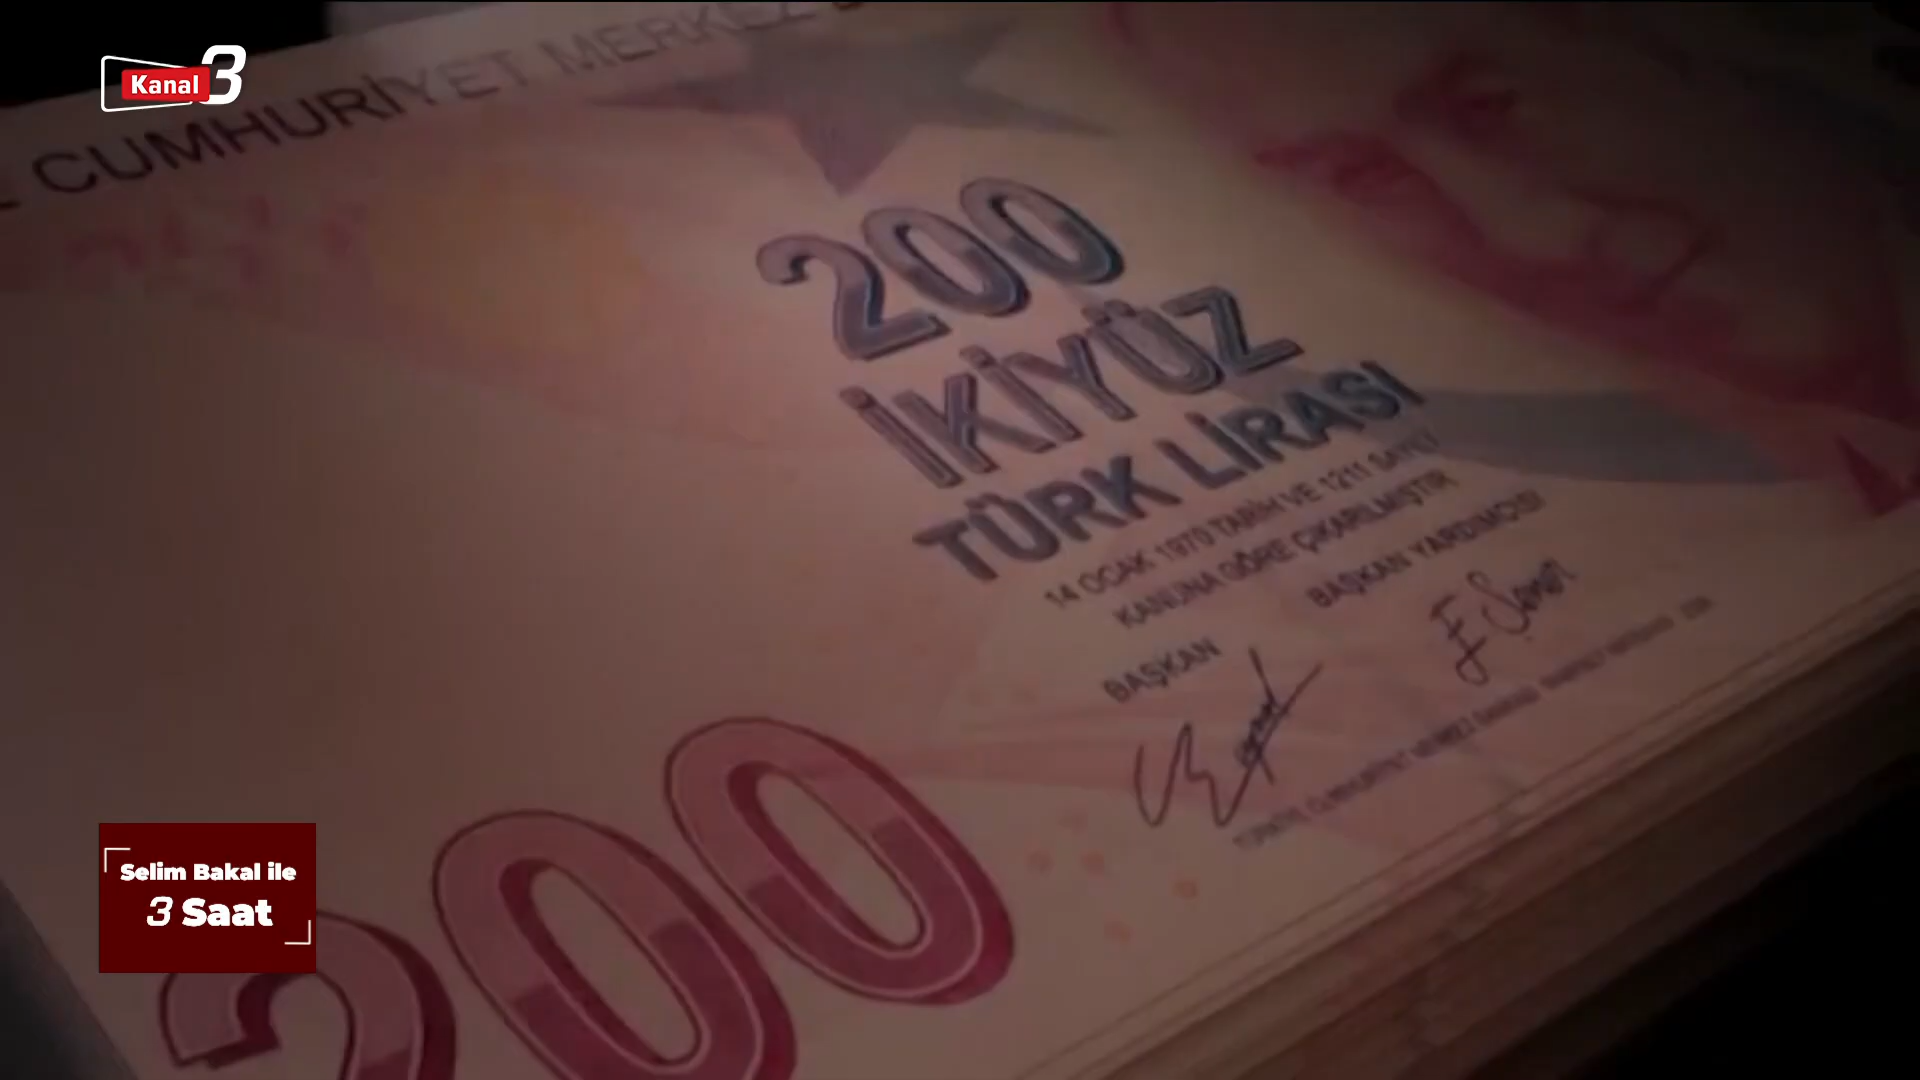 Kanal 3
CUMHURİYET MERKEZ
200
İKİYÜZ
TÜRK LİRASI
14 OCAK 1970 TARİH VE 1211 SAYILI
KANUNA GÖRE ÇIKARILMIŞTIR
BAŞKAN YARDIMCISI
BAŞKAN
200
Selim Bakal ile
3 Saat